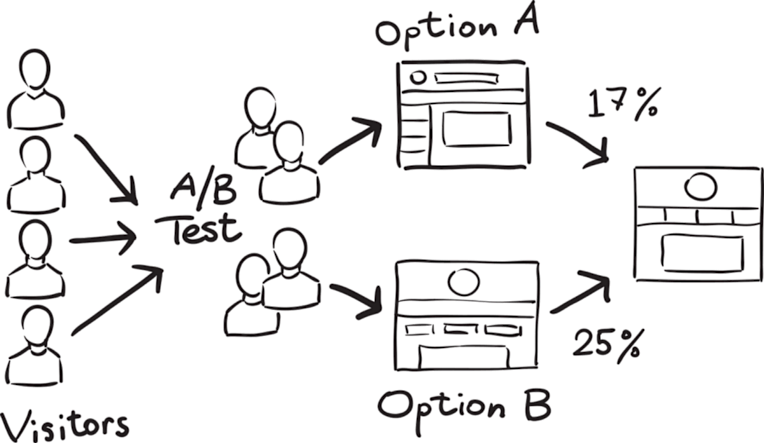 Option A
17%
A/B
Test
25%
Option B
Visitors